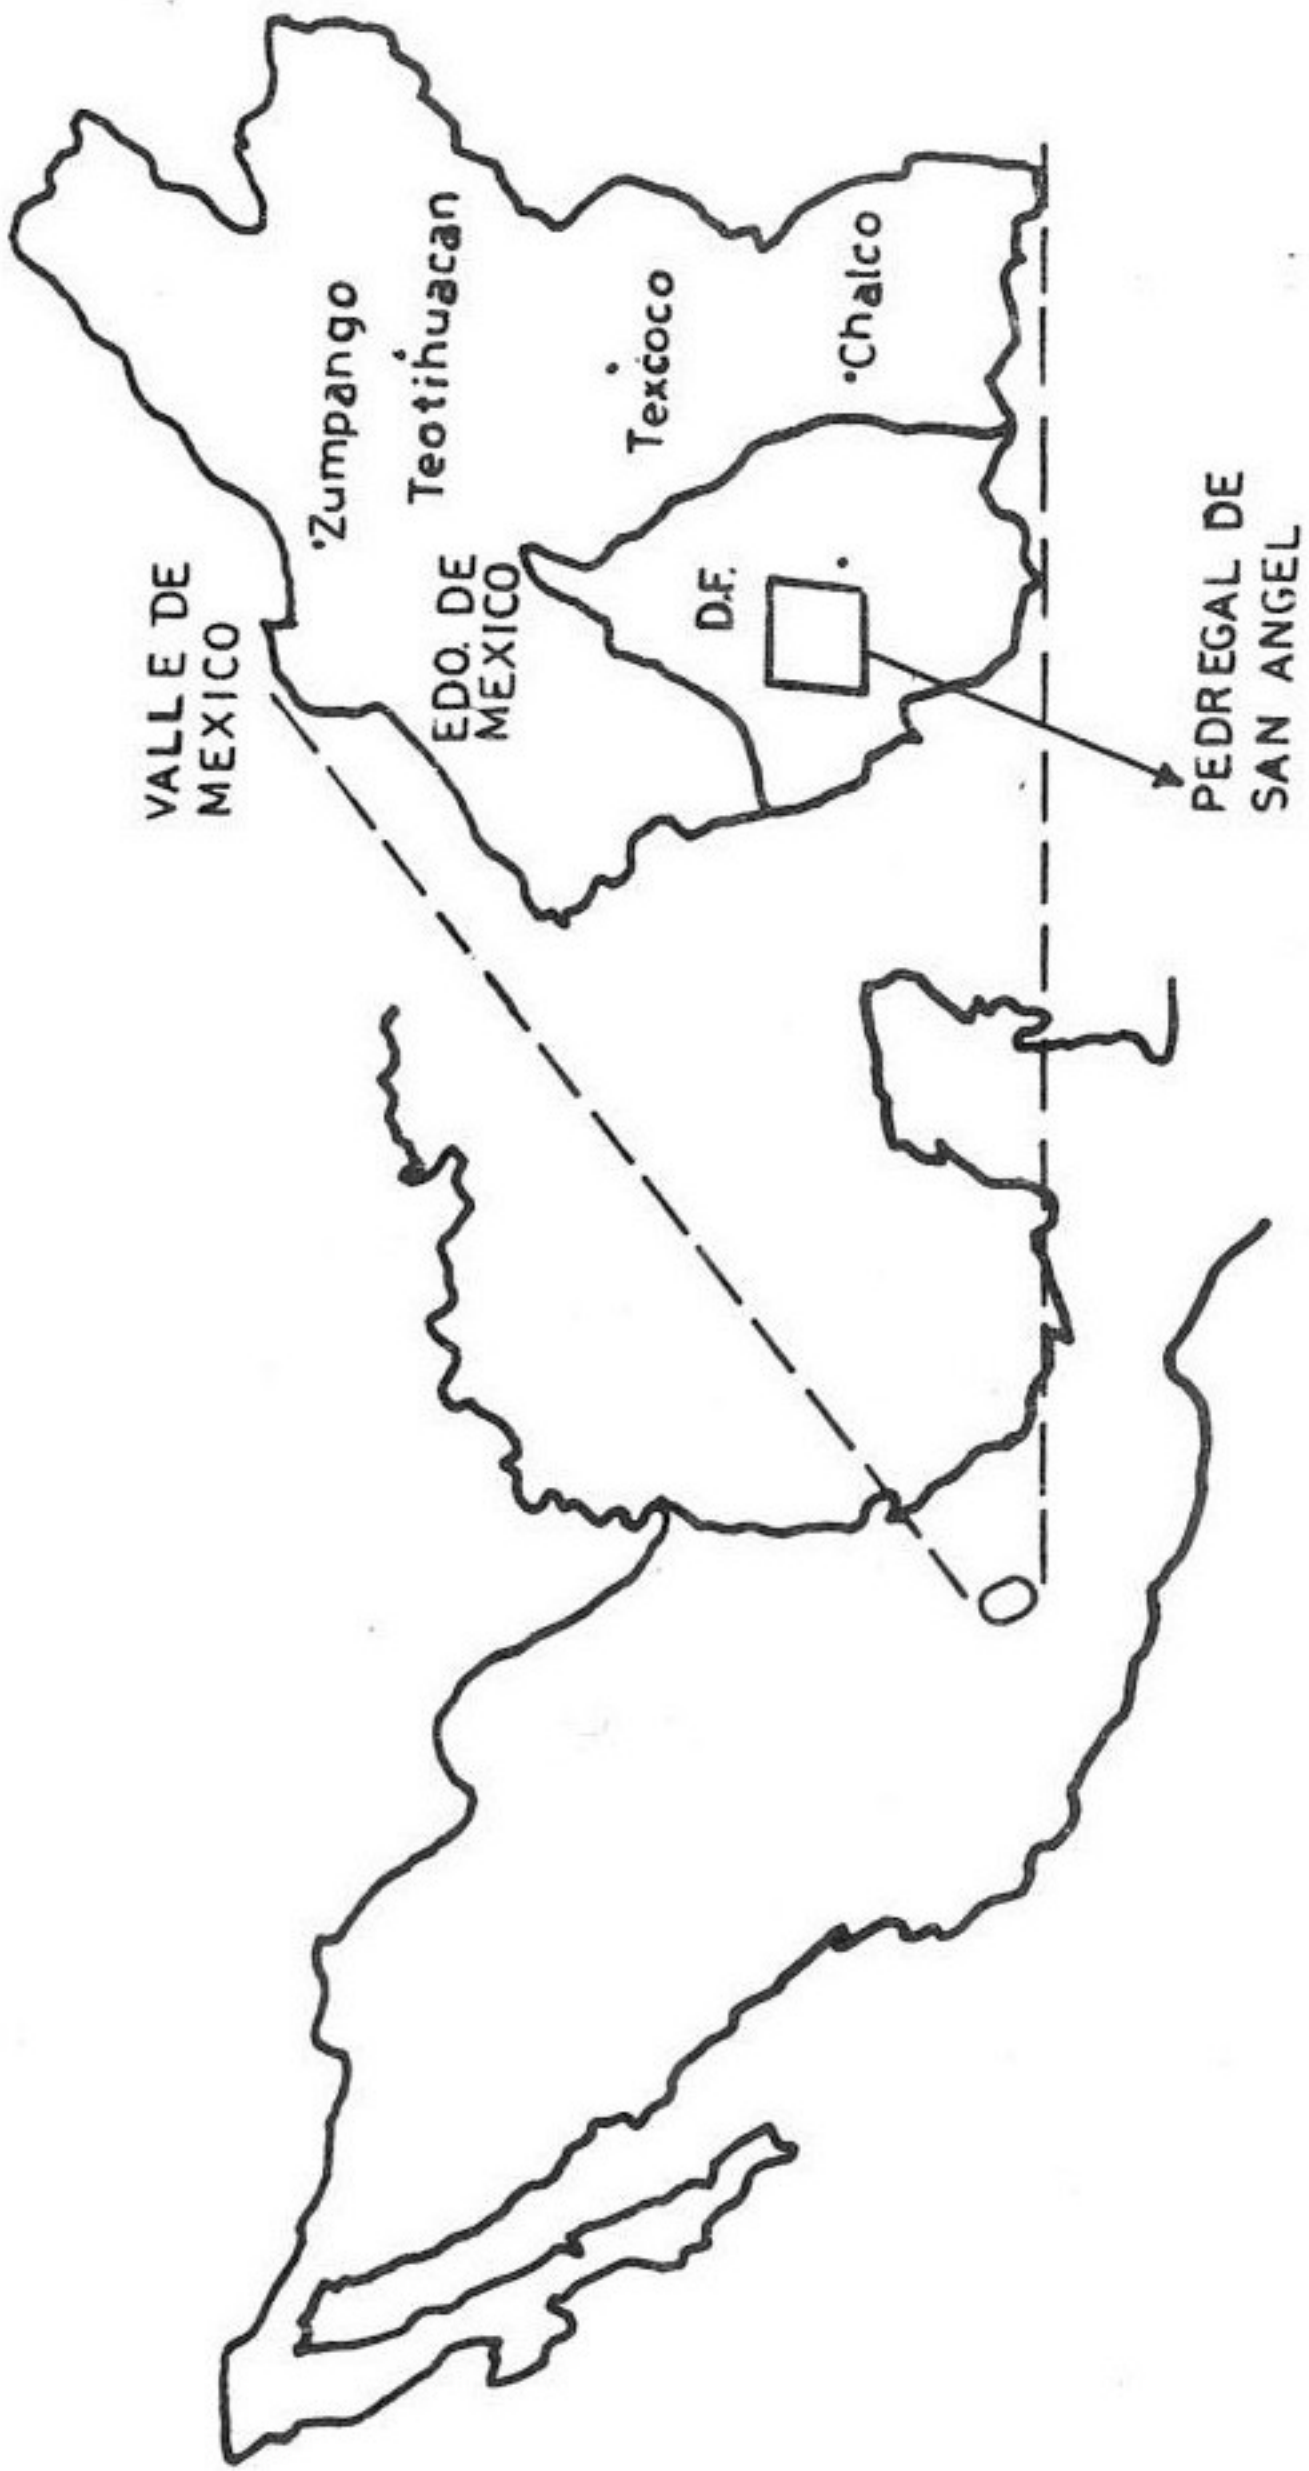 VALLE DE
MEXICO
Zumpango
Teotihuacan
EDO. DE
MEXICO
Texcoco
D.F.
Chalco
PEDREGAL DE
SAN ANGEL